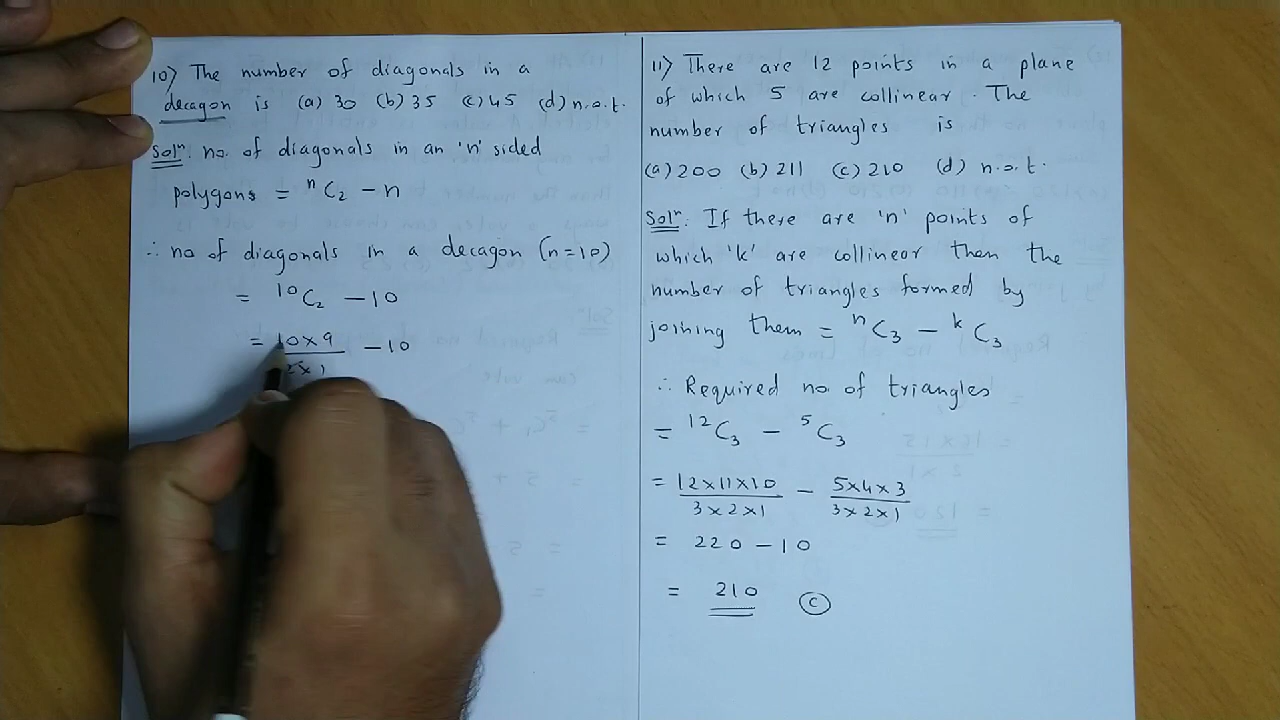 10) The number of diagonals in a
decagon is (a) 30 (b) 35 (c) 45 (d) n.o.t.
Solⁿ: no. of diagonals in an 'n' sided
polygons = ⁿC₂ - n
∴ no of diagonals in a decagon (n=10)
= ¹⁰C₂ - 10
= 10×9/2×1 - 10
11) There are 12 points in a plane
of which 5 are collinear. The
number of triangles is
(a) 200 (b) 211 (c) 210 (d) n.o.t.
Solⁿ: If there are 'n' points of
which 'k' are collinear then the
number of triangles formed by
joining them = ⁿC₃ - ᵏC₃
∴ Required no. of triangles
= ¹²C₃ - ⁵C₃
= 12×11×10/3×2×1 - 5×4×3/3×2×1
= 220 - 10
= 210 (c)